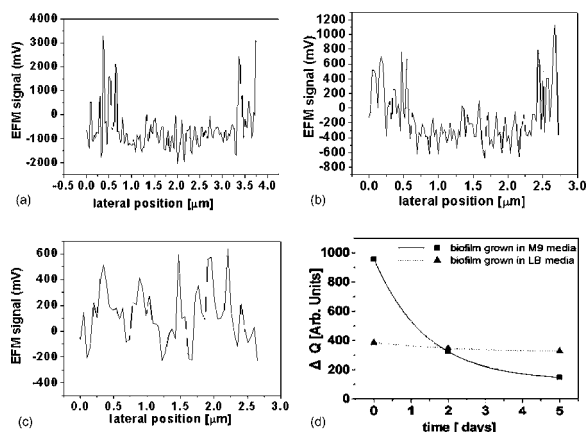 4000
3000
2000
1000
0
-1000
-2000
EFM signal (mV)
-0.5 0.0 0.5 1.0 1.5 2.0 2.5 3.0 3.5 4.0
lateral position [μm]
(a)
1200
1000
800
600
400
200
0
-200
-400
-600
-800
EFM signal (mV)
0.0 0.5 1.0 1.5 2.0 2.5 3.0
lateral position [μm]
(b)
600
400
200
0
-200
-400
EFM signal (mV)
0.0 0.5 1.0 1.5 2.0 2.5 3.0
lateral position [μm]
(c)
1000
800
600
400
200
0
Δ Q [Arb. Units]
biofilm grown in M9 media
biofilm grown in LB media
0 2 5
time [ days]
(d)